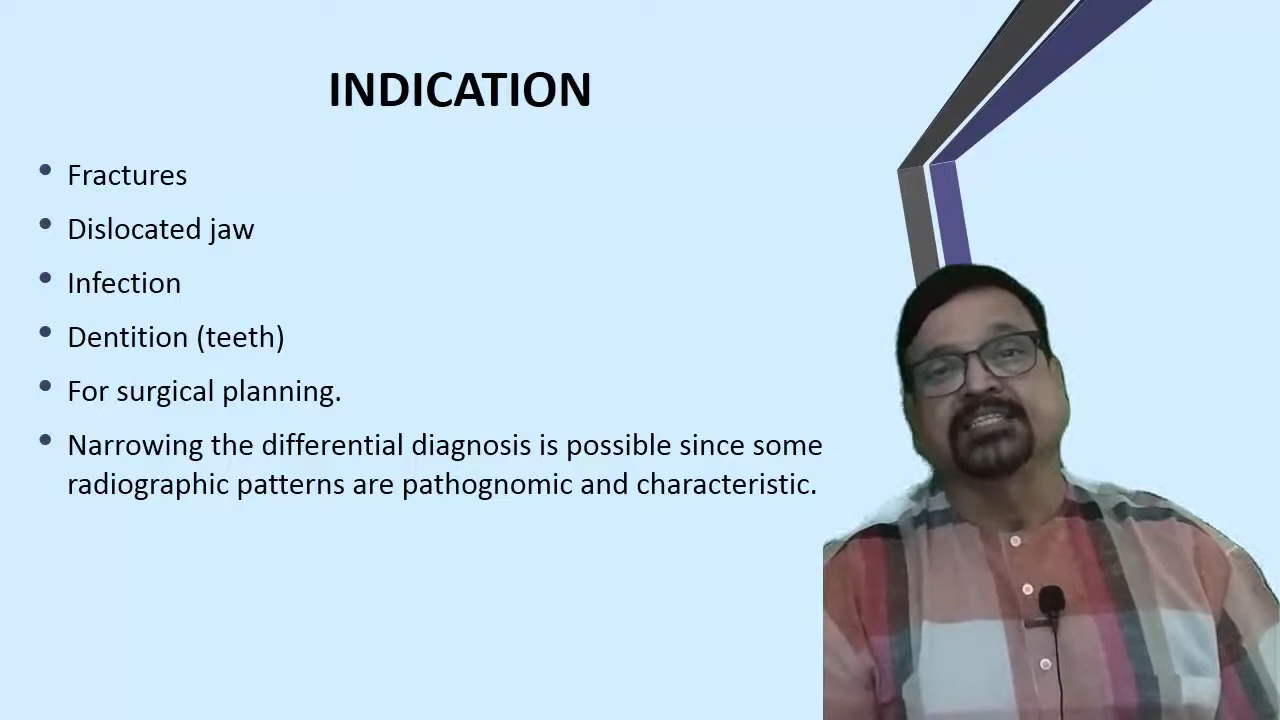 INDICATION
• Fractures
• Dislocated jaw
• Infection
• Dentition (teeth)
• For surgical planning.
• Narrowing the differential diagnosis is possible since some
radiographic patterns are pathognomic and characteristic.